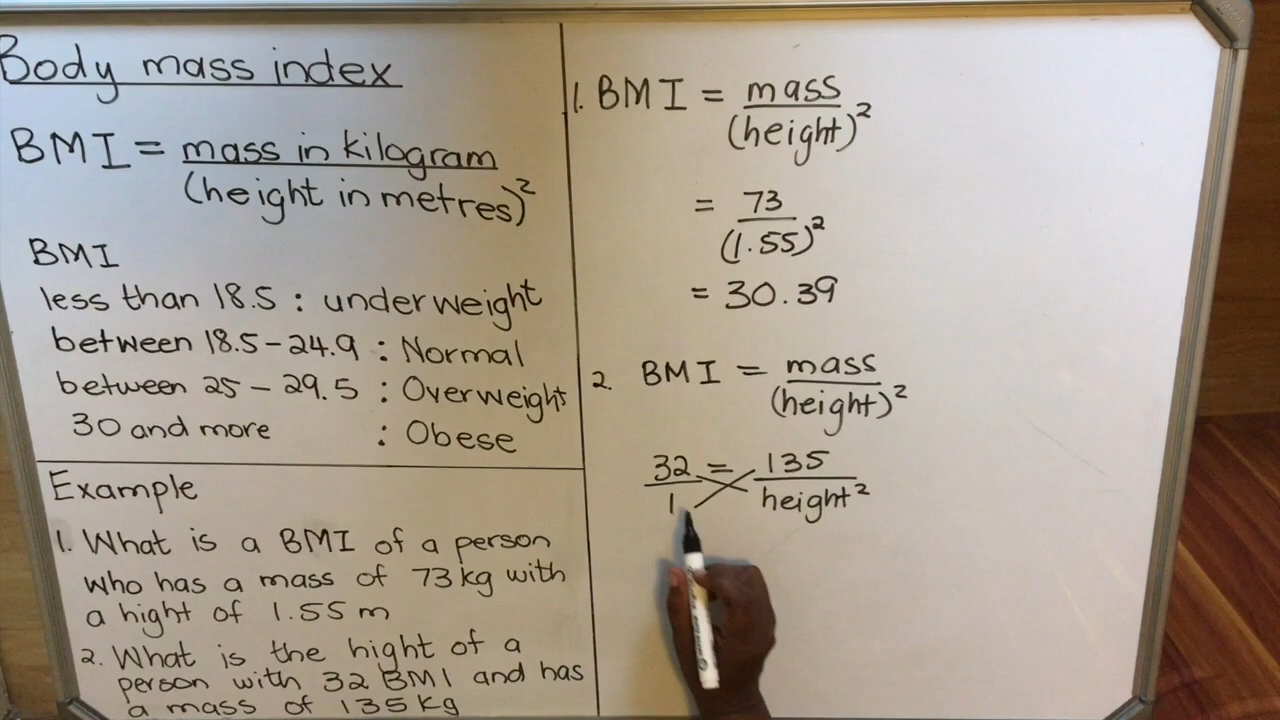 Body mass index
BMI = mass in kilogram
(height in metres)²
BMI
less than 18.5 : underweight
between 18.5-24.9 : Normal
between 25 - 29.5 : Overweight
30 and more : Obese
Example
1. What is a BMI of a person
who has a mass of 73kg with
a hight of 1.55 m
2. What is the hight of a
person with 32 BMI and has
a mass of 135kg
1. BMI = mass
(height)²
= 73
(1.55)²
= 30.39
2. BMI = mass
(height)²
32 = 135
1 height²